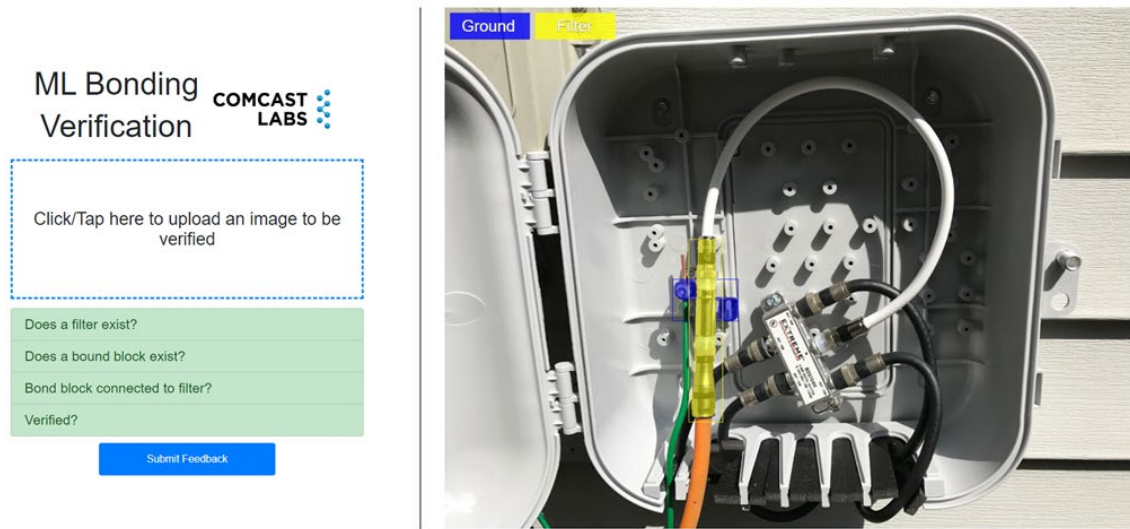 ML Bonding
Verification
COMCAST
LABS
Click/Tap here to upload an image to be
verified
Does a filter exist?
Does a bound block exist?
Bond block connected to filter?
Verified?
Submit Feedback
Ground
Filter
EXTREME